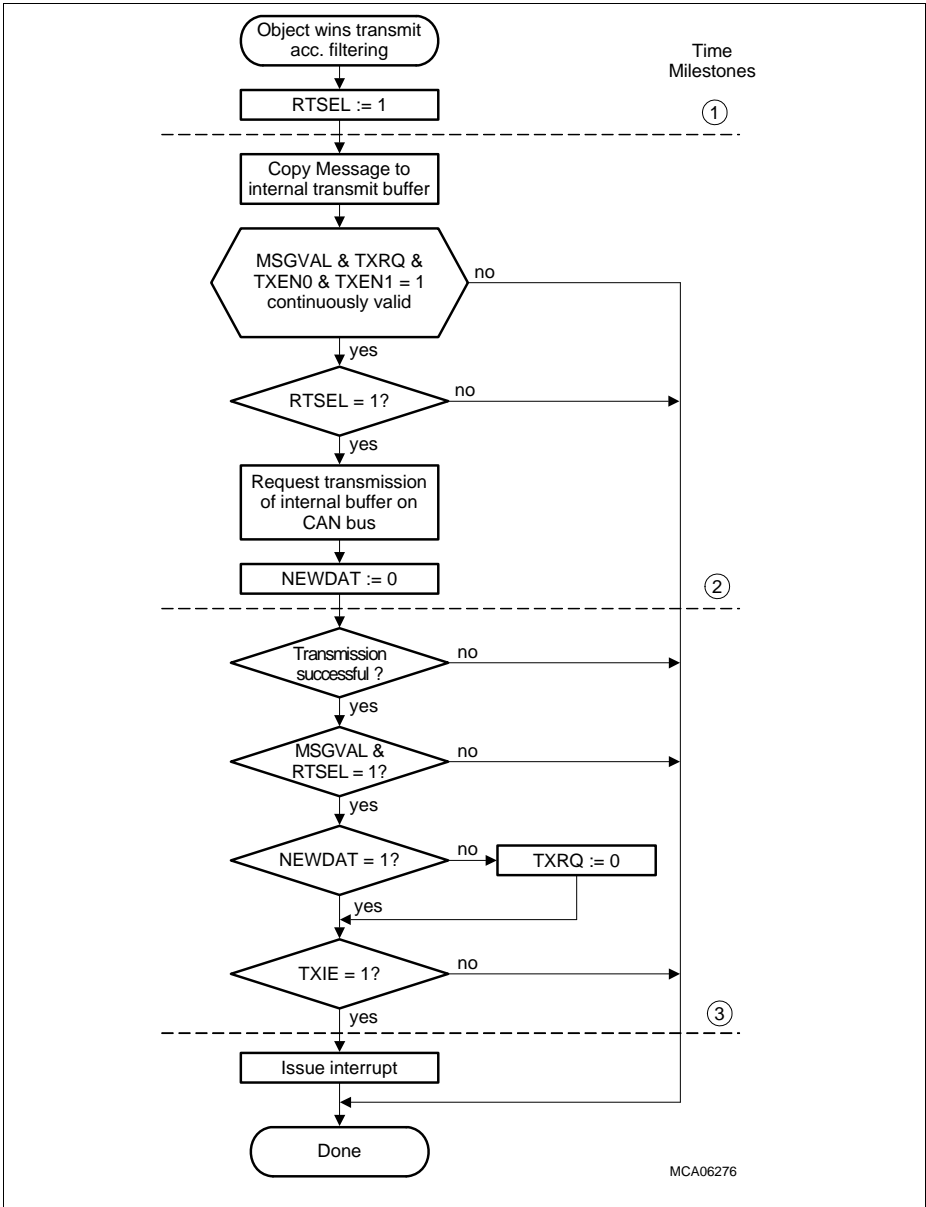 Object wins transmit
acc. filtering
Time
Milestones
RTSEL := 1
1
Copy Message to
internal transmit buffer
MSGVAL & TXRQ &
TXEN0 & TXEN1 = 1
continuously valid
no
yes
RTSEL = 1?
no
yes
Request transmission
of internal buffer on
CAN bus
NEWDAT := 0
2
Transmission
successful ?
no
yes
MSGVAL &
RTSEL = 1?
no
yes
NEWDAT = 1?
no
TXRQ := 0
yes
TXIE = 1?
no
yes
3
Issue interrupt
Done
MCA06276